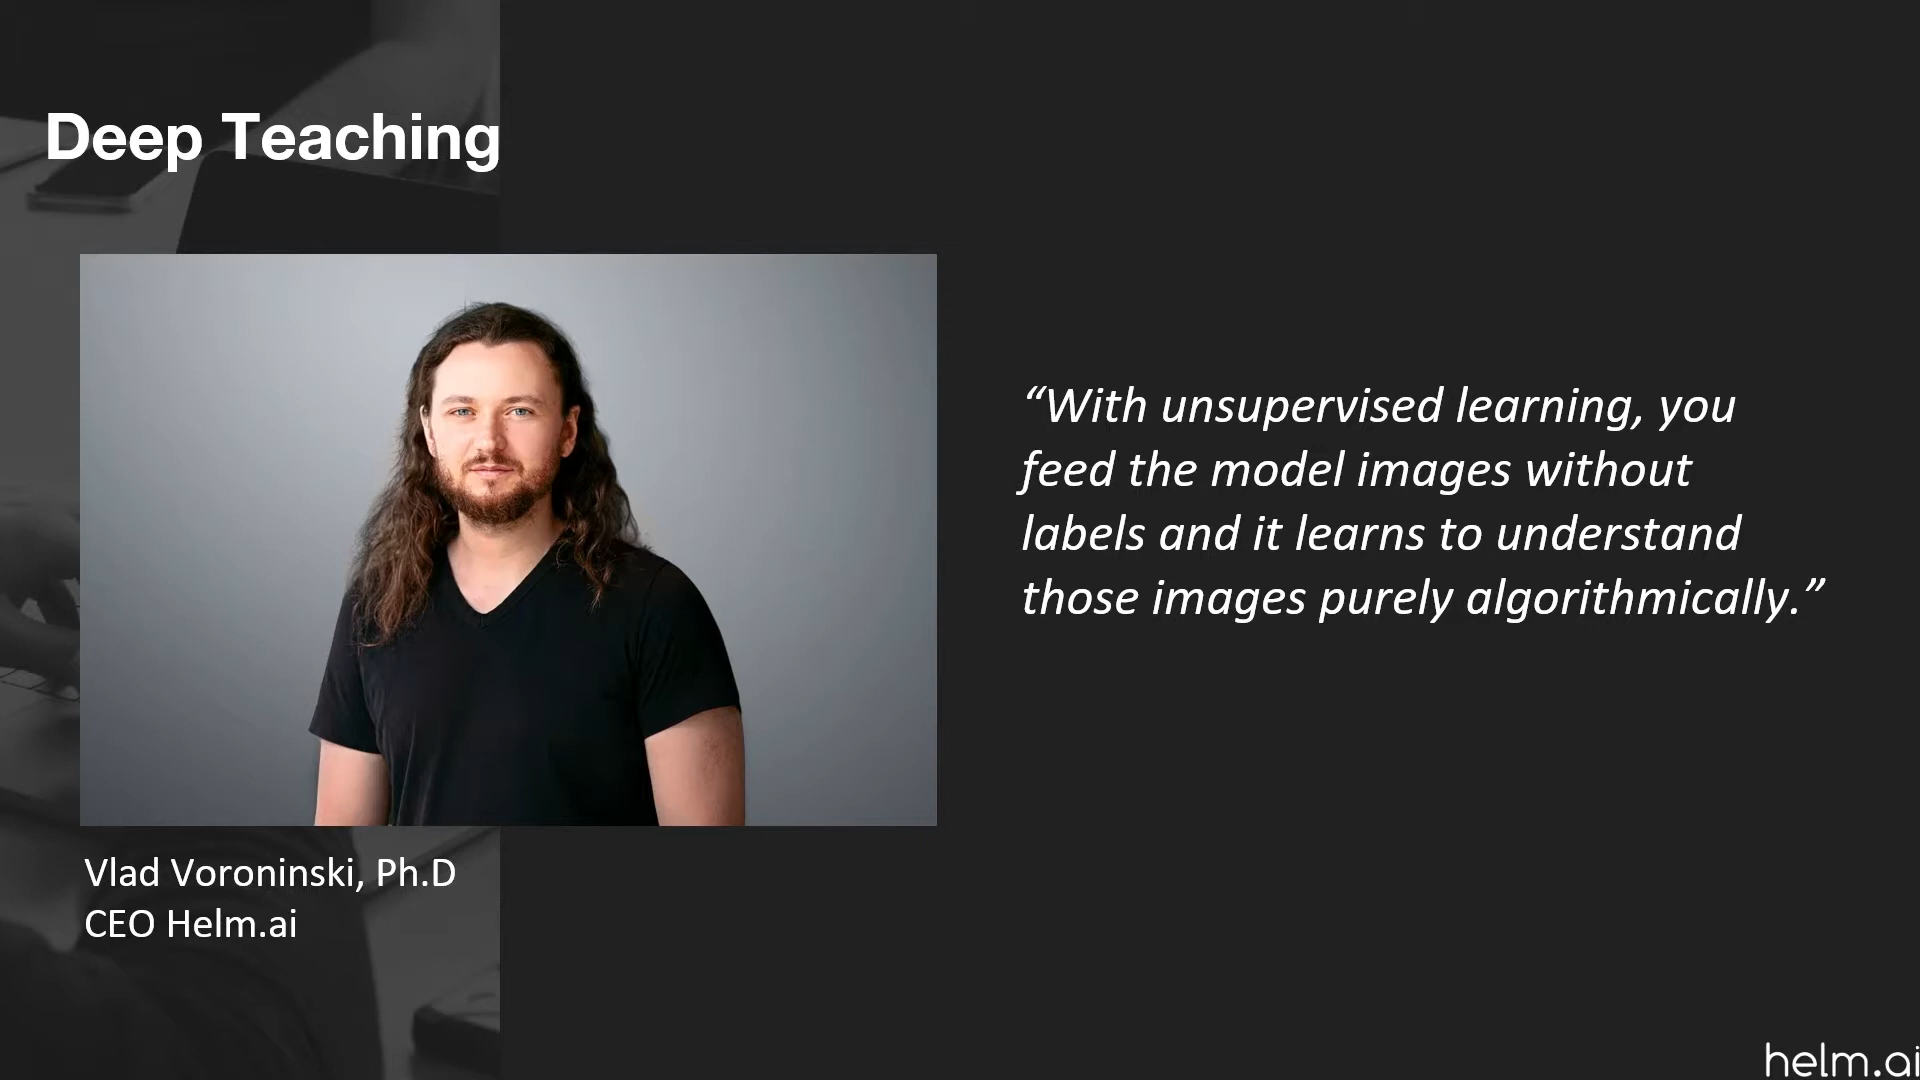 Deep Teaching
“With unsupervised learning, you
feed the model images without
labels and it learns to understand
those images purely algorithmically.”
Vlad Voroninski, Ph.D
CEO Helm.ai
helm.ai